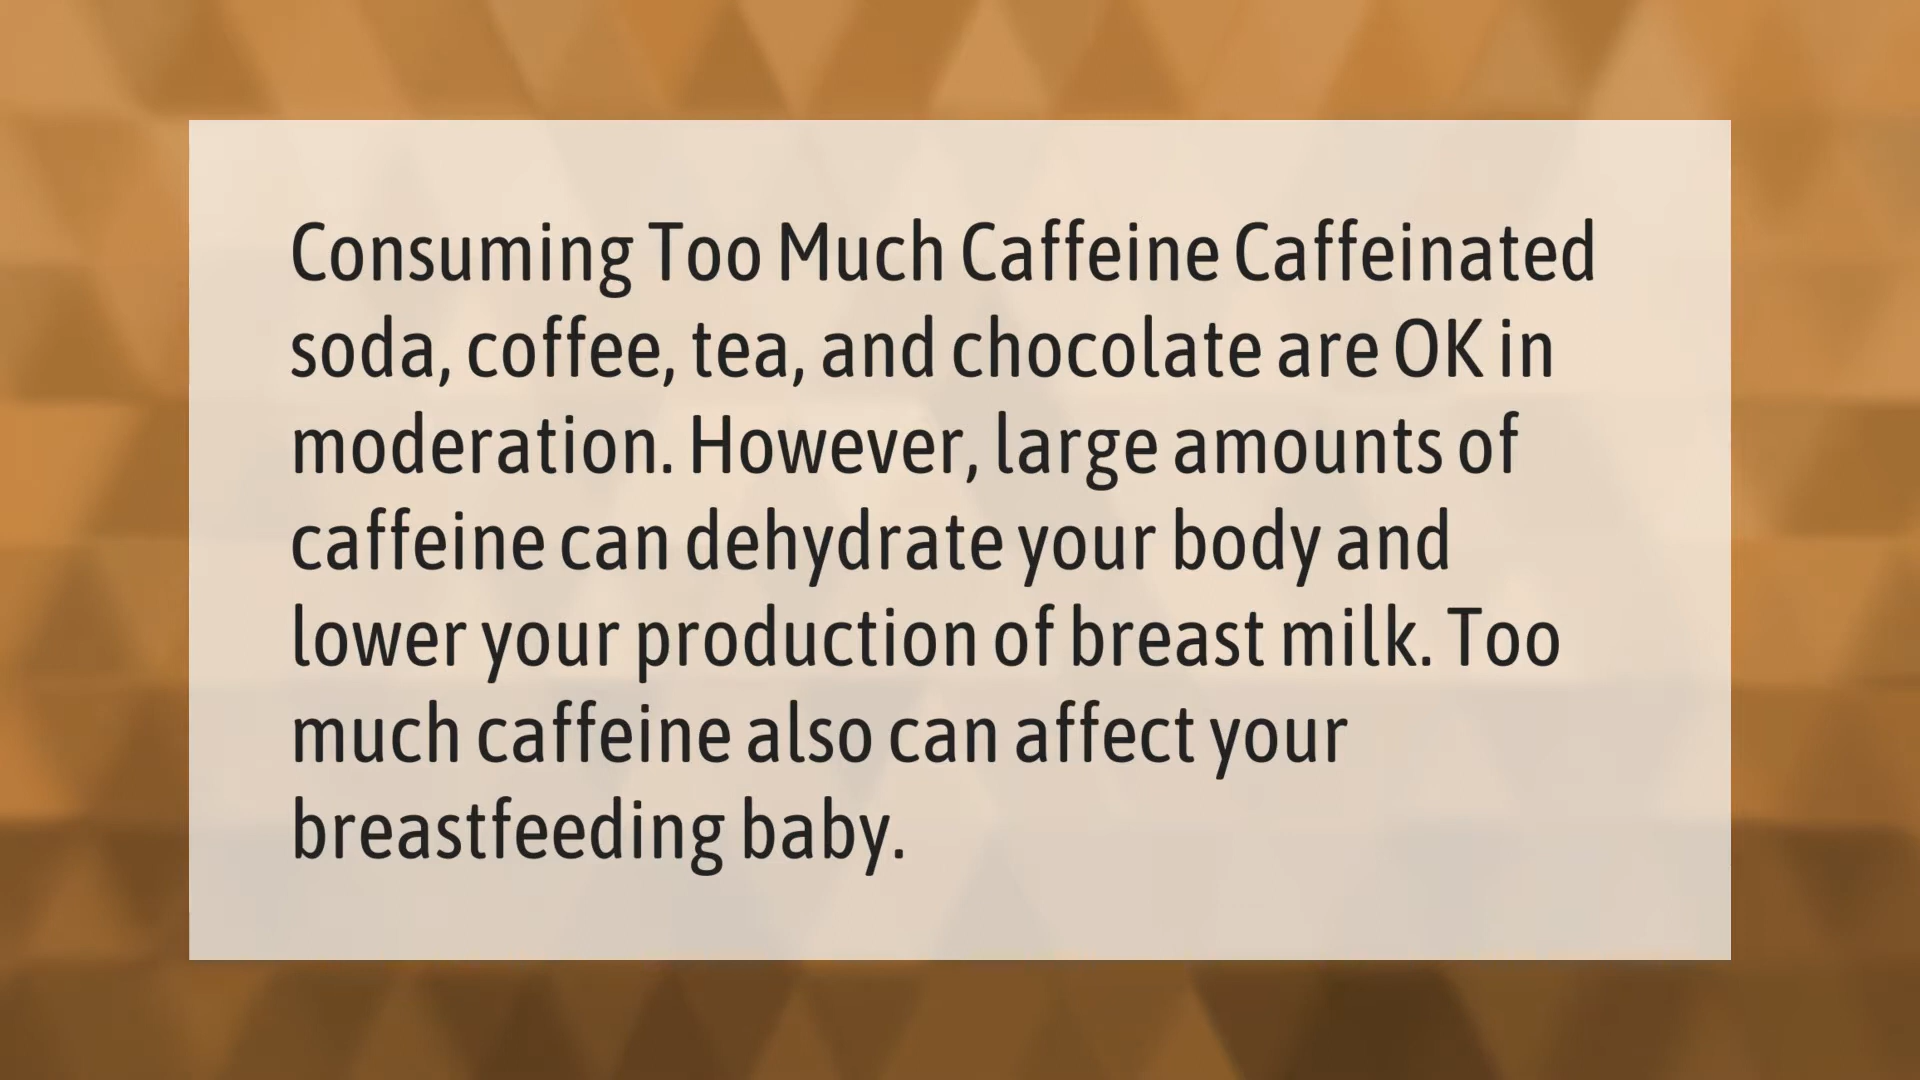 Consuming Too Much Caffeine Caffeinated
soda, coffee, tea, and chocolate are OK in
moderation. However, large amounts of
caffeine can dehydrate your body and
lower your production of breast milk. Too
much caffeine also can affect your
breastfeeding baby.